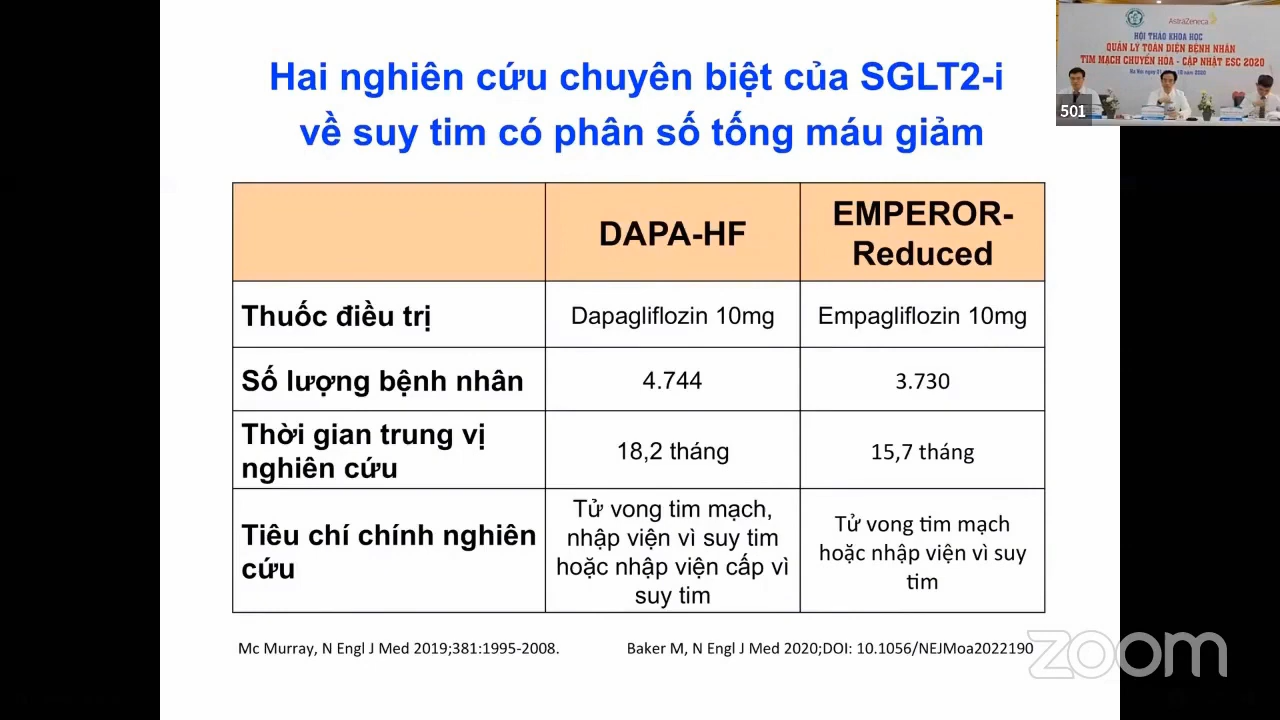 Hai nghiên cứu chuyên biệt của SGLT2-i
về suy tim có phân số tống máu giảm
DAPA-HF
EMPEROR-
Reduced
Thuốc điều trị
Dapagliflozin 10mg
Empagliflozin 10mg
Số lượng bệnh nhân
4.744
3.730
Thời gian trung vị
nghiên cứu
18,2 tháng
15,7 tháng
Tiêu chí chính nghiên
cứu
Tử vong tim mạch,
nhập viện vì suy tim
hoặc nhập viện cấp vì
suy tim
Tử vong tim mạch
hoặc nhập viện vì suy
tim
Mc Murray, N Engl J Med 2019;381:1995-2008.
Baker M, N Engl J Med 2020;DOI: 10.1056/NEJMoa2022190
AstraZeneca
HỘI THẢO KHOA HỌC
QUẢN LÝ TOÀN DIỆN BỆNH NHÂN
TIM MẠCH CHUYỂN HÓA - CẬP NHẬT ESC 2020
501
zoom